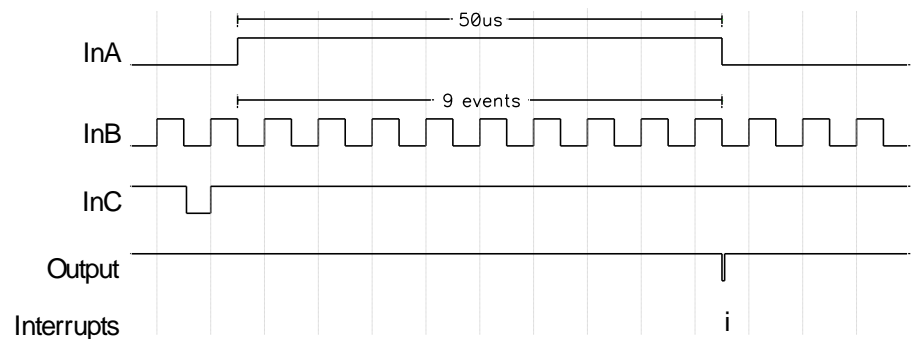 50us
InA
9 events
InB
InC
Output
Interrupts
i